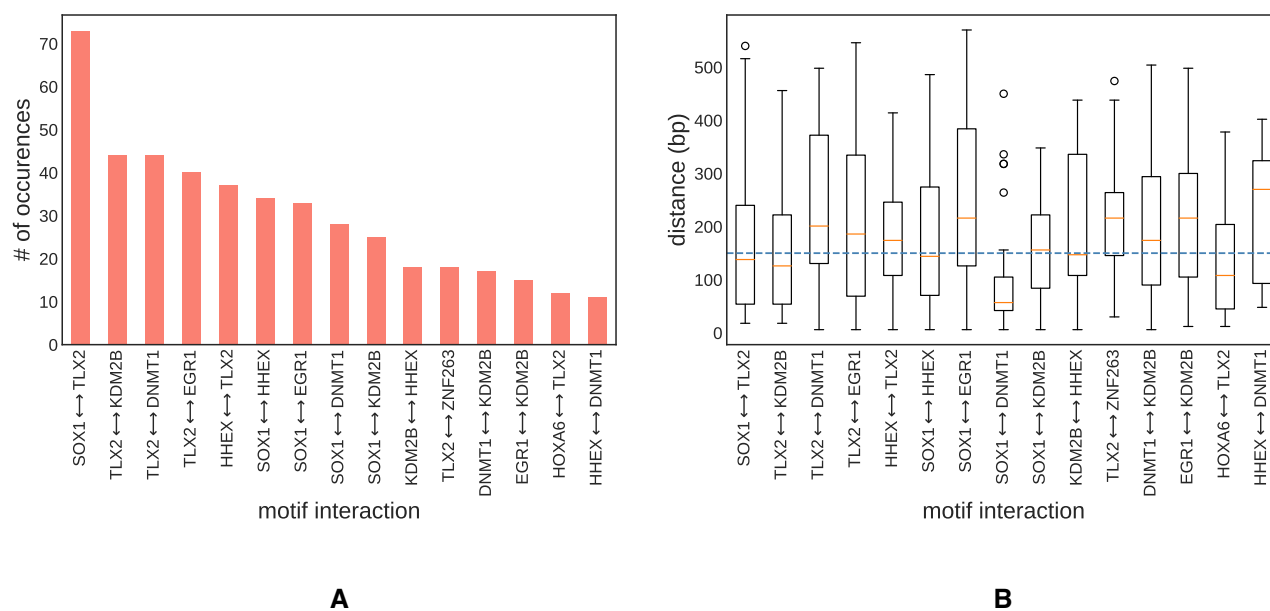 # of occurences
70
60
50
40
30
20
10
0
SOX1 ⟷ TLX2
TLX2 ⟷ KDM2B
TLX2 ⟷ DNMT1
TLX2 ⟷ EGR1
HHEX ⟷ TLX2
SOX1 ⟷ HHEX
SOX1 ⟷ EGR1
SOX1 ⟷ DNMT1
SOX1 ⟷ KDM2B
KDM2B ⟷ HHEX
TLX2 ⟷ ZNF263
DNMT1 ⟷ KDM2B
EGR1 ⟷ KDM2B
HOXA6 ⟷ TLX2
HHEX ⟷ DNMT1
motif interaction
A
distance (bp)
500
400
300
200
100
0
SOX1 ⟷ TLX2
TLX2 ⟷ KDM2B
TLX2 ⟷ DNMT1
TLX2 ⟷ EGR1
HHEX ⟷ TLX2
SOX1 ⟷ HHEX
SOX1 ⟷ EGR1
SOX1 ⟷ DNMT1
SOX1 ⟷ KDM2B
KDM2B ⟷ HHEX
TLX2 ⟷ ZNF263
DNMT1 ⟷ KDM2B
EGR1 ⟷ KDM2B
HOXA6 ⟷ TLX2
HHEX ⟷ DNMT1
motif interaction
B